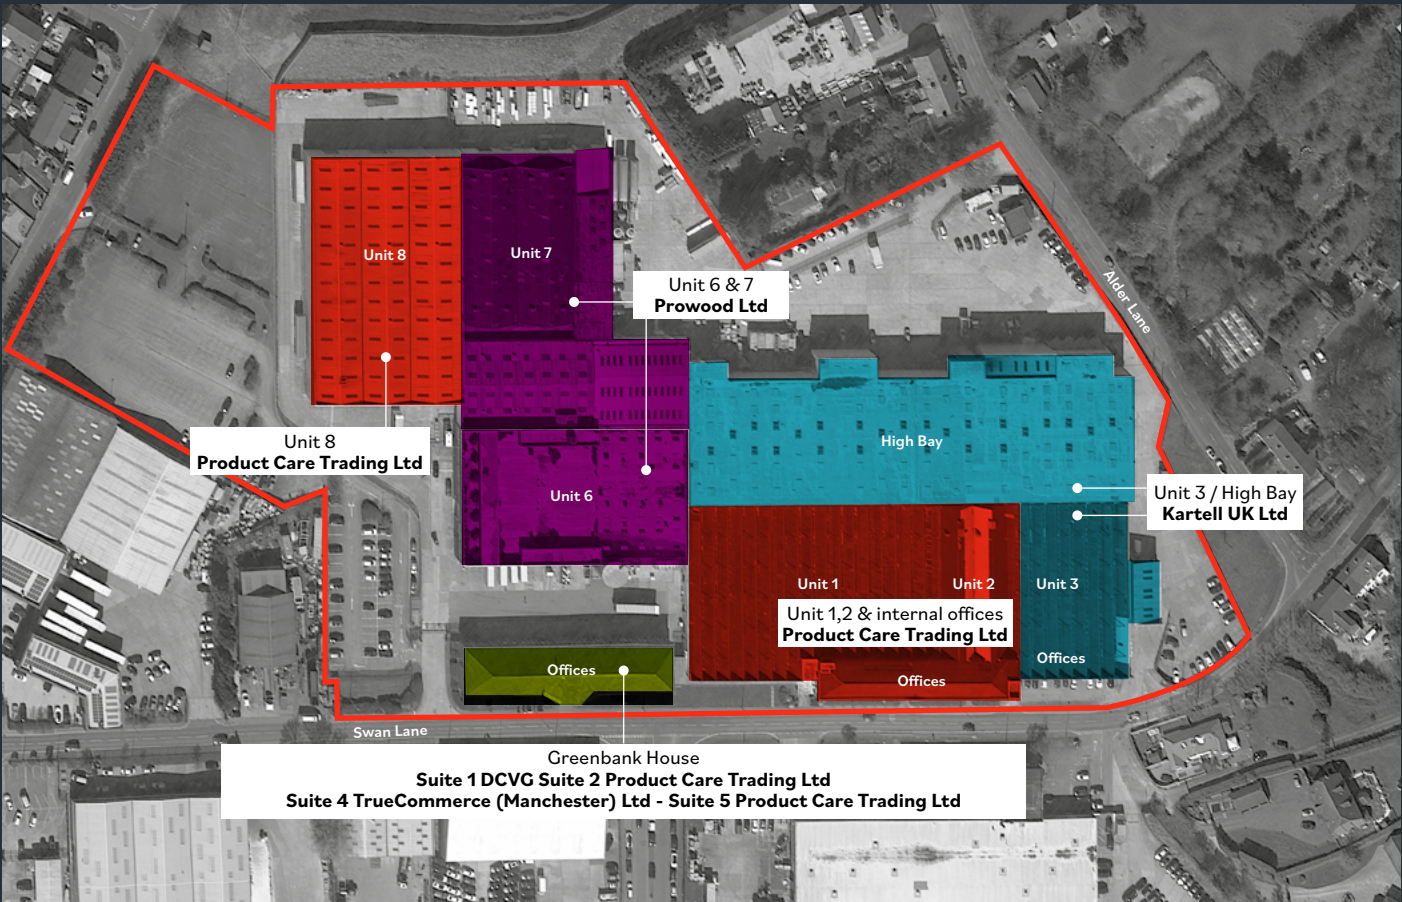 Unit 8
Unit 7
Unit 6 & 7
Prowood Ltd
Alder Lane
Unit 8
Product Care Trading Ltd
High Bay
Unit 6
Unit 3 / High Bay
Kartell UK Ltd
Unit 1
Unit 2
Unit 3
Unit 1,2 & internal offices
Product Care Trading Ltd
Offices
Offices
Offices
Swan Lane
Greenbank House
Suite 1 DCVG Suite 2 Product Care Trading Ltd
Suite 4 TrueCommerce (Manchester) Ltd - Suite 5 Product Care Trading Ltd